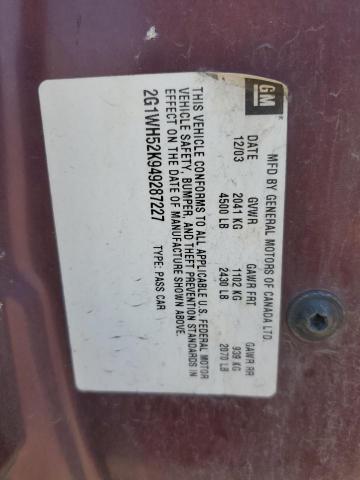 GM
MFD BY GENERAL MOTORS OF CANADA LTD.
DATE GVWR GAWR FRT GAWR RR
12/03 2041 KG 1102 KG 939 KG
4500 LB 2430 LB 2070 LB
THIS VEHICLE CONFORMS TO ALL APPLICABLE U.S. FEDERAL MOTOR
VEHICLE SAFETY, BUMPER, AND THEFT PREVENTION STANDARDS IN
EFFECT ON THE DATE OF MANUFACTURE SHOWN ABOVE.
2G1WH52K949287227 TYPE: PASS CAR